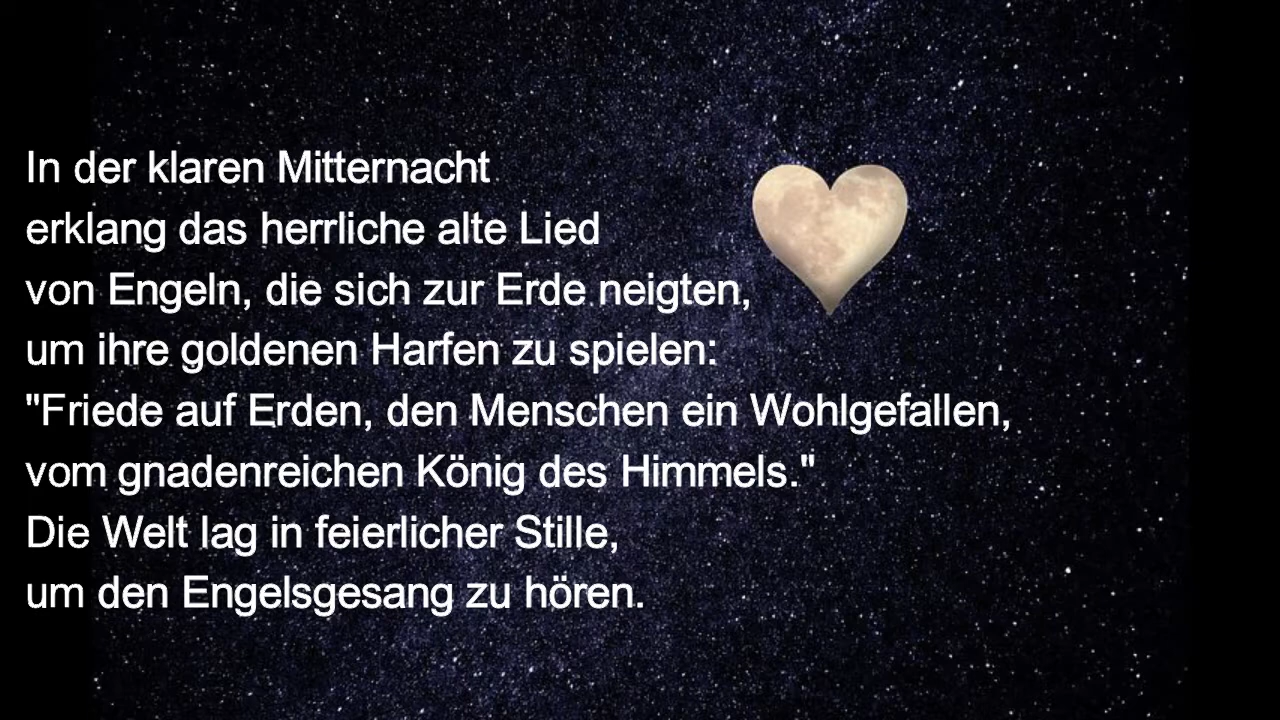 In der klaren Mitternacht
erklang das herrliche alte Lied
von Engeln, die sich zur Erde neigten,
um ihre goldenen Harfen zu spielen:
"Friede auf Erden, den Menschen ein Wohlgefallen,
vom gnadenreichen König des Himmels."
Die Welt lag in feierlicher Stille,
um den Engelsgesang zu hören.